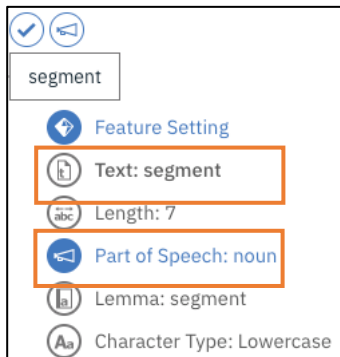 segment
Feature Setting
Text: segment
Length: 7
Part of Speech: noun
Lemma: segment
Character Type: Lowercase